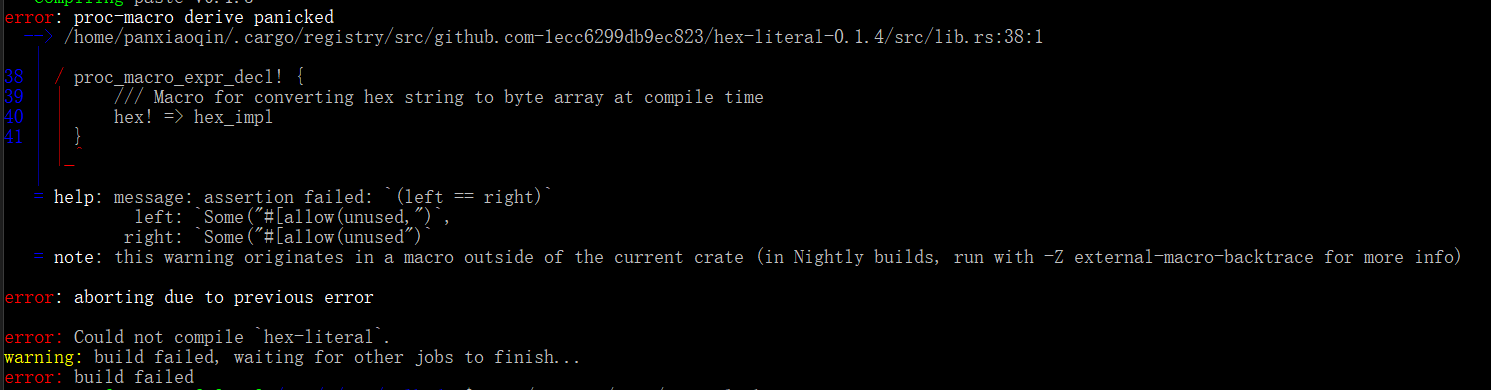 error: proc-macro derive panicked
--> /home/panxiaoqin/.cargo/registry/src/github.com-1ecc6299db9ec823/hex-literal-0.1.4/src/lib.rs:38:1
38 / proc_macro_expr_decl! {
39 | /// Macro for converting hex string to byte array at compile time
40 | hex! => hex_impl
41 | }
|_^
= help: message: assertion failed: `(left == right)`
left: `Some("#[allow(unused,")`,
right: `Some("#[allow(unused")`
= note: this warning originates in a macro outside of the current crate (in Nightly builds, run with -Z external-macro-backtrace for more info)
error: aborting due to previous error
error: Could not compile `hex-literal`.
warning: build failed, waiting for other jobs to finish...
error: build failed